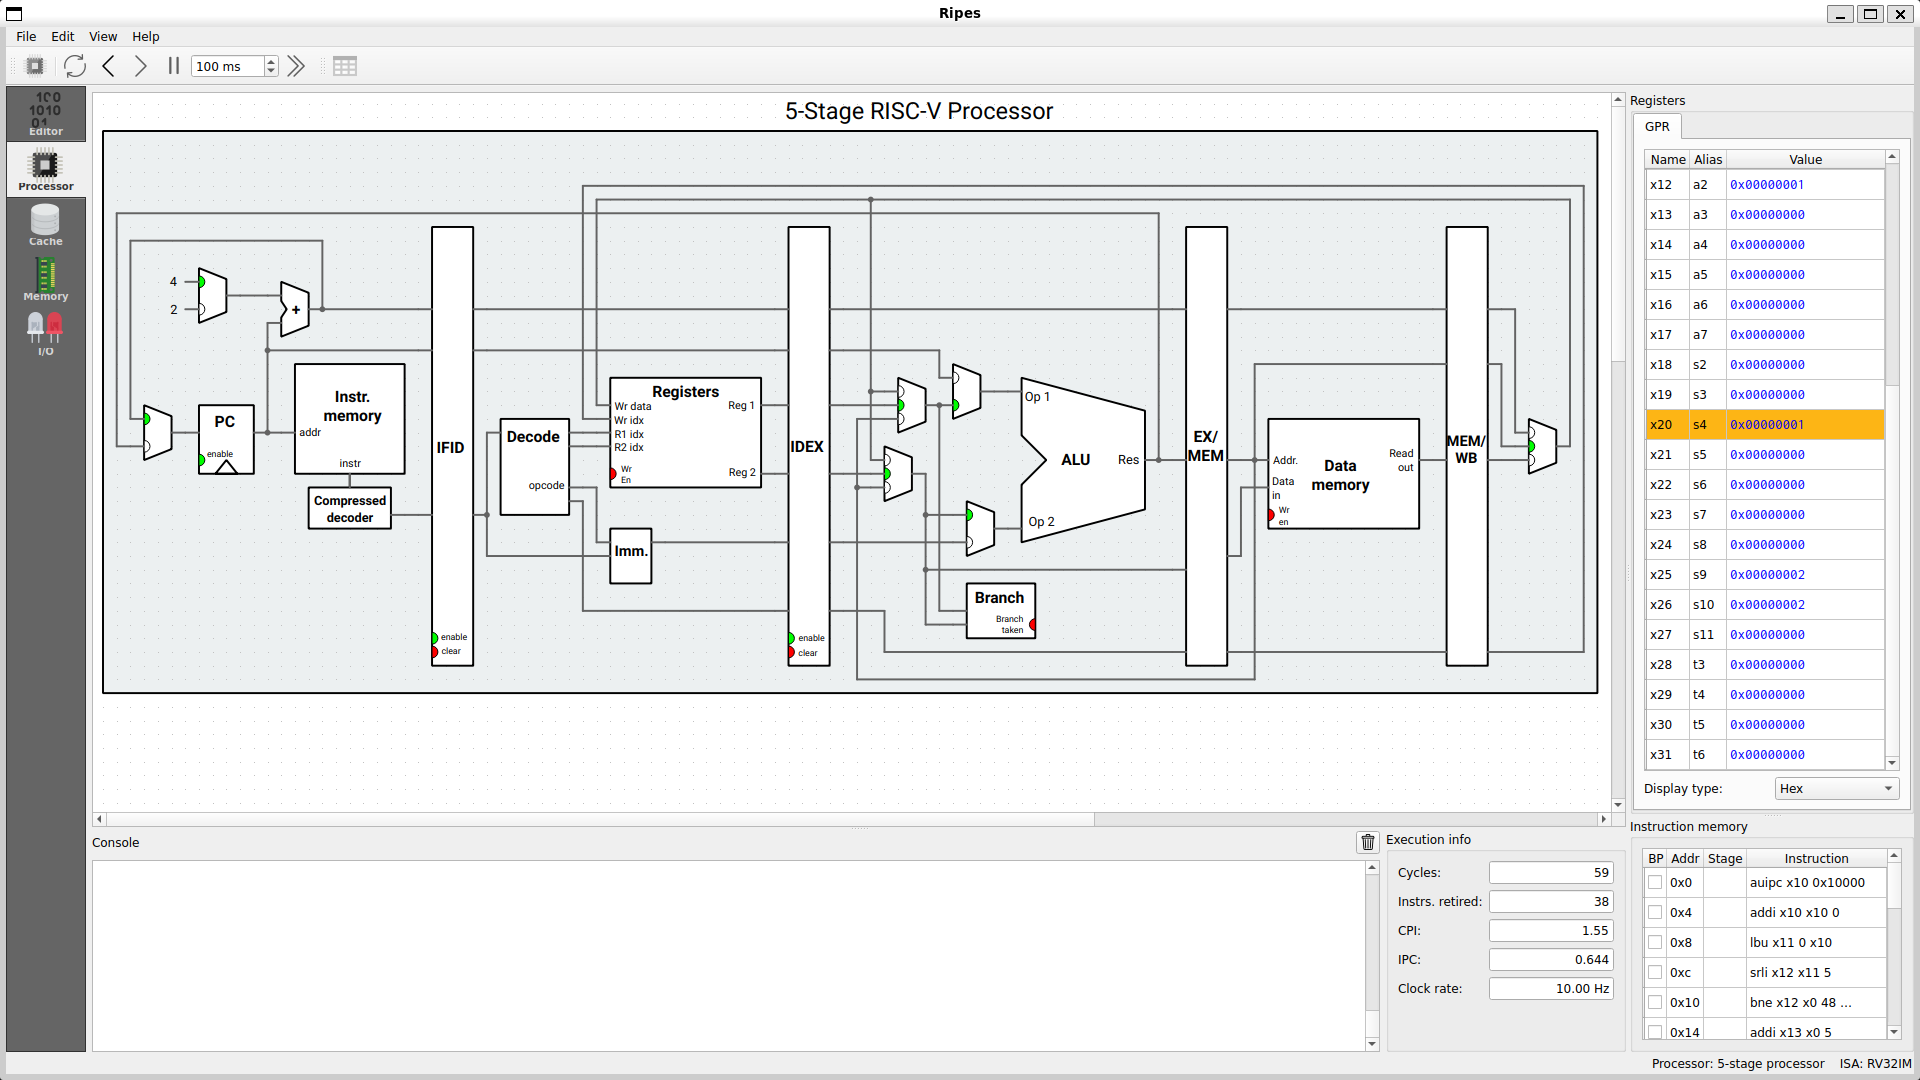 Ripes
File Edit View Help
100 ms
Editor
Processor
Cache
Memory
I/O
5-Stage RISC-V Processor
4
2
+
PC
enable
Instr. memory
addr
instr
Compressed decoder
IFID
enable
clear
Decode
opcode
Registers
Wr data
Wr idx
R1 idx
R2 idx
Wr En
Reg 1
Reg 2
Imm.
IDEX
enable
clear
Op 1
ALU
Res
Op 2
Branch
Branch taken
EX/ MEM
Addr.
Data in
Wr en
Data memory
Read out
MEM/ WB
Registers
GPR
Name Alias Value
x12 a2 0x00000001
x13 a3 0x00000000
x14 a4 0x00000000
x15 a5 0x00000000
x16 a6 0x00000000
x17 a7 0x00000000
x18 s2 0x00000000
x19 s3 0x00000000
x20 s4 0x00000001
x21 s5 0x00000000
x22 s6 0x00000000
x23 s7 0x00000000
x24 s8 0x00000000
x25 s9 0x00000002
x26 s10 0x00000002
x27 s11 0x00000000
x28 t3 0x00000000
x29 t4 0x00000000
x30 t5 0x00000000
x31 t6 0x00000000
Display type: Hex
Console
Execution info
Cycles: 59
Instrs. retired: 38
CPI: 1.55
IPC: 0.644
Clock rate: 10.00 Hz
Instruction memory
BP Addr Stage Instruction
0x0 auipc x10 0x10000
0x4 addi x10 x10 0
0x8 lbu x11 0 x10
0xc srli x12 x11 5
0x10 bne x12 x0 48 ...
0x14 addi x13 x0 5
Processor: 5-stage processor ISA: RV32IM